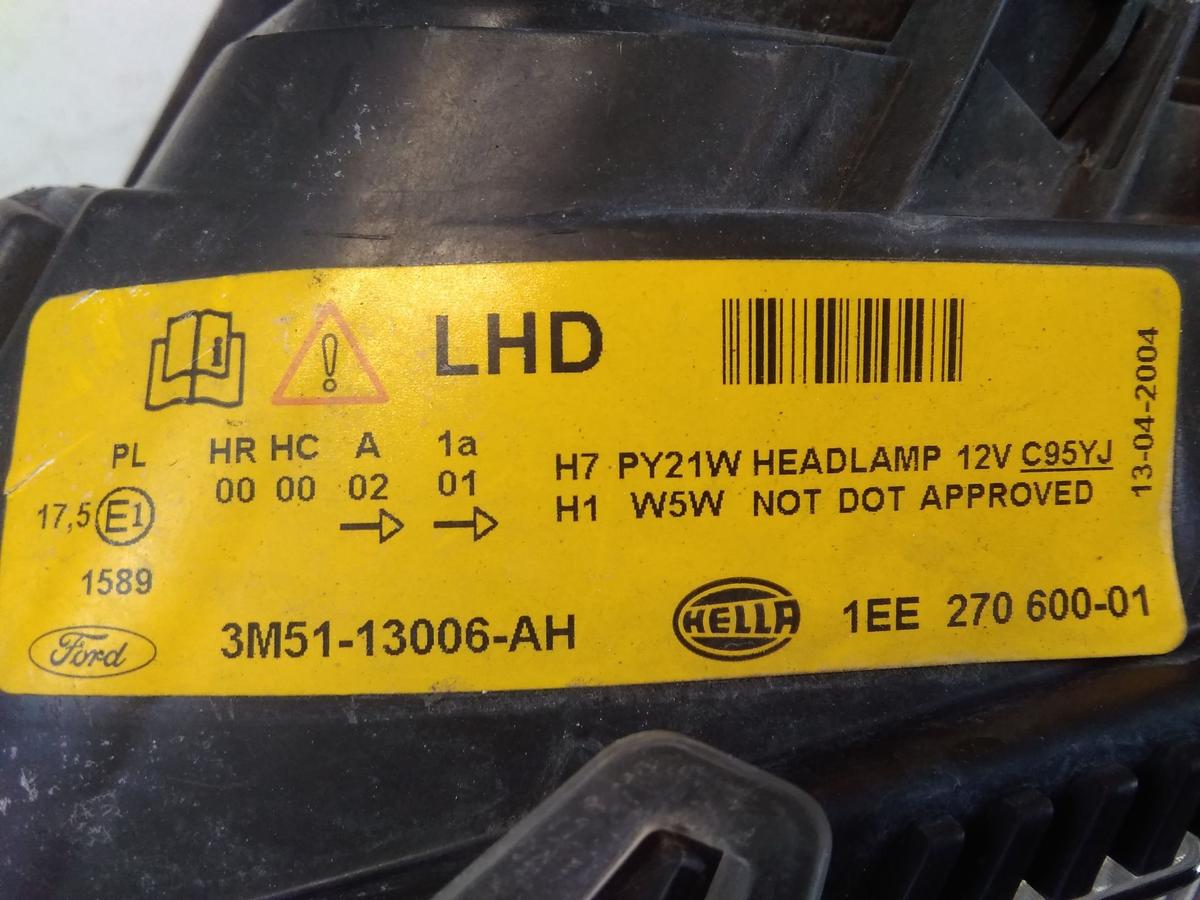 LHD
13-04-2004
PL HR HC A 1a
00 00 02 01
17,5 E1
1589
H7 PY21W HEADLAMP 12V C95YJ
H1 W5W NOT DOT APPROVED
Ford 3M51-13006-AH HELLA 1EE 270 600-01